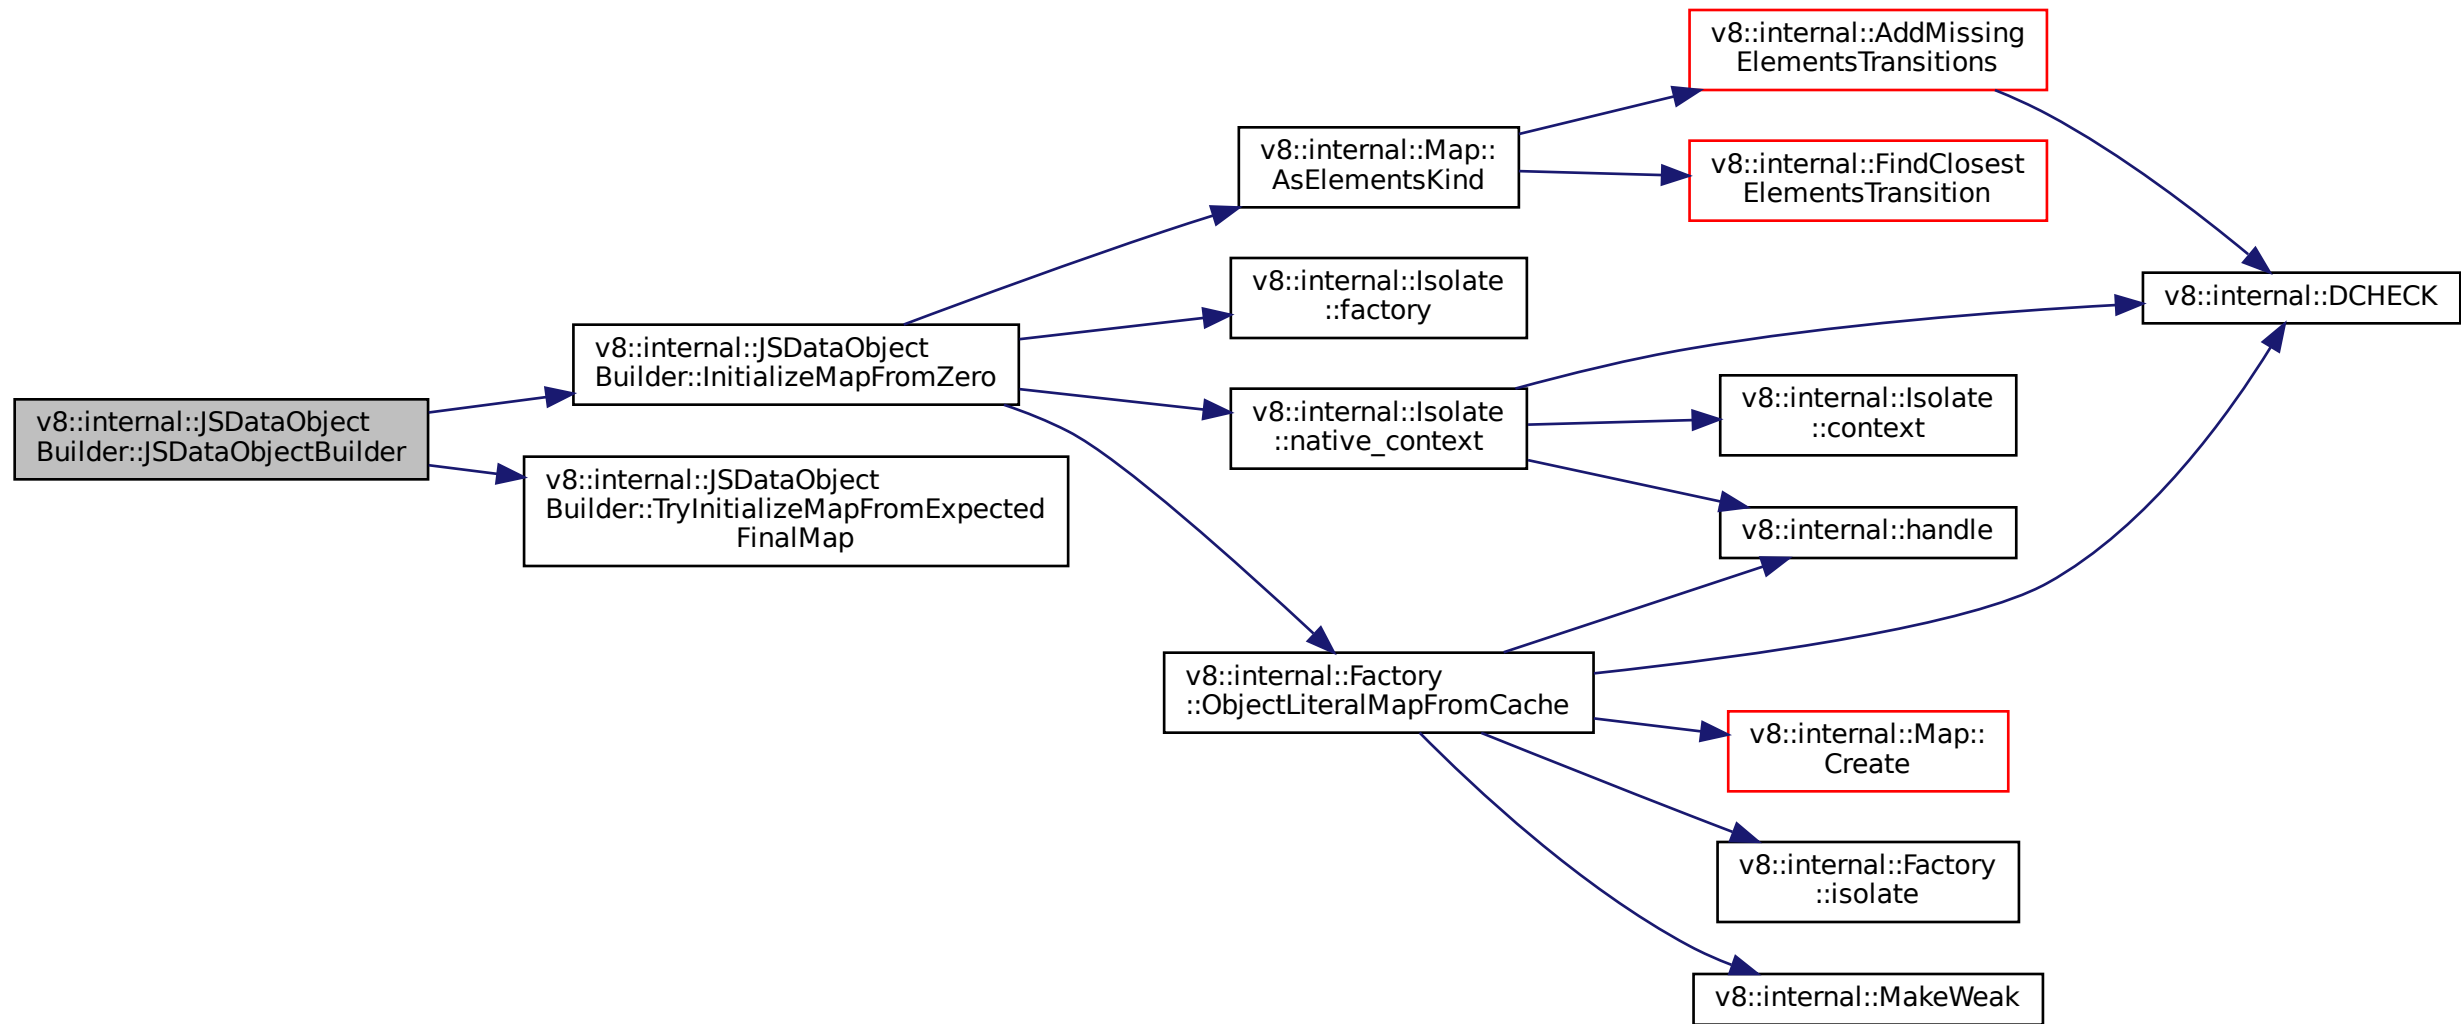 v8::internal::JSDataObject
Builder::JSDataObjectBuilder
v8::internal::JSDataObject
Builder::InitializeMapFromZero
v8::internal::JSDataObject
Builder::TryInitializeMapFromExpected
FinalMap
v8::internal::Map::
AsElementsKind
v8::internal::Isolate
::factory
v8::internal::Isolate
::native_context
v8::internal::Factory
::ObjectLiteralMapFromCache
v8::internal::AddMissing
ElementsTransitions
v8::internal::FindClosest
ElementsTransition
v8::internal::Isolate
::context
v8::internal::handle
v8::internal::Map::
Create
v8::internal::Factory
::isolate
v8::internal::MakeWeak
v8::internal::DCHECK